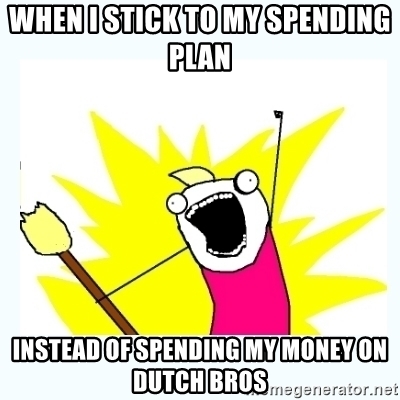 WHEN I STICK TO MY SPENDING
PLAN
INSTEAD OF SPENDING MY MONEY ON
DUTCH BROS
memegenerator.net